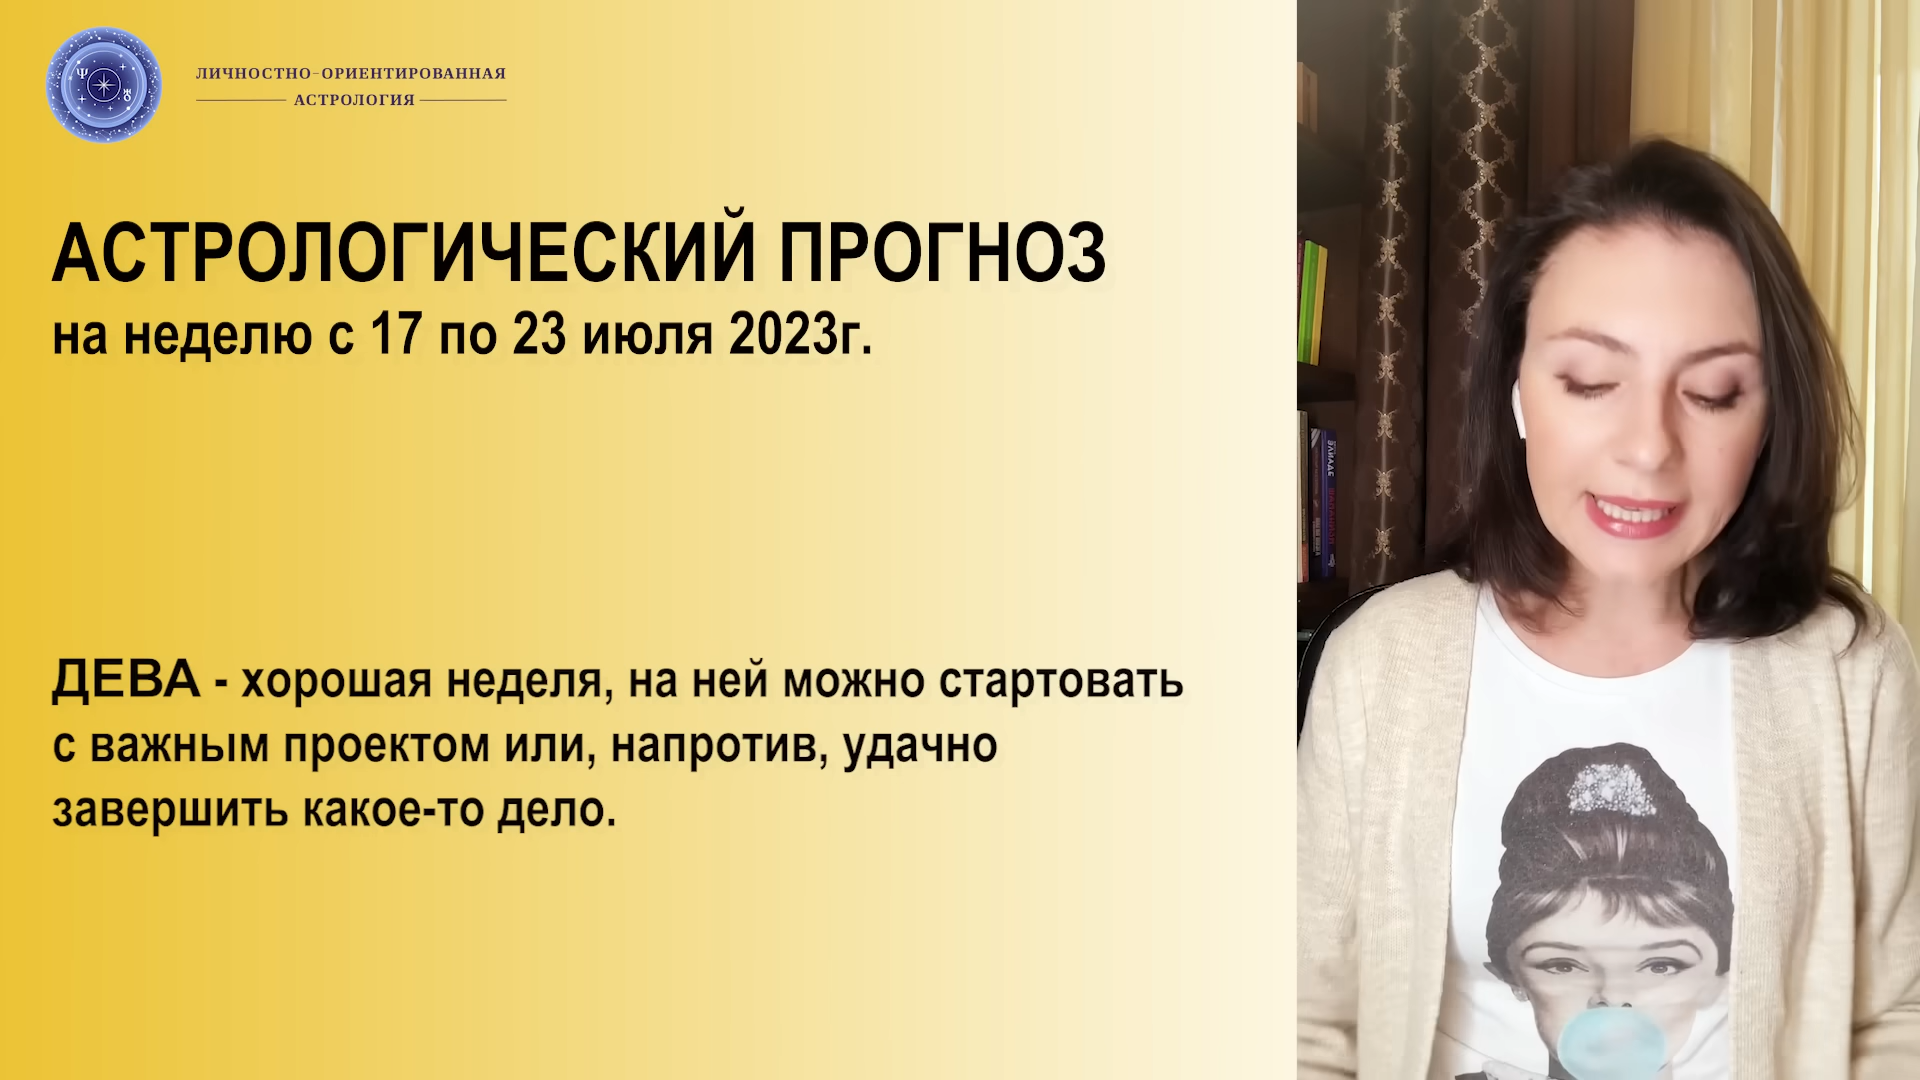 ЛИЧНОСТНО-ОРИЕНТИРОВАННАЯ
АСТРОЛОГИЯ
АСТРОЛОГИЧЕСКИЙ ПРОГНОЗ
на неделю с 17 по 23 июля 2023г.
ДЕВА - хорошая неделя, на ней можно стартовать
с важным проектом или, напротив, удачно
завершить какое-то дело.